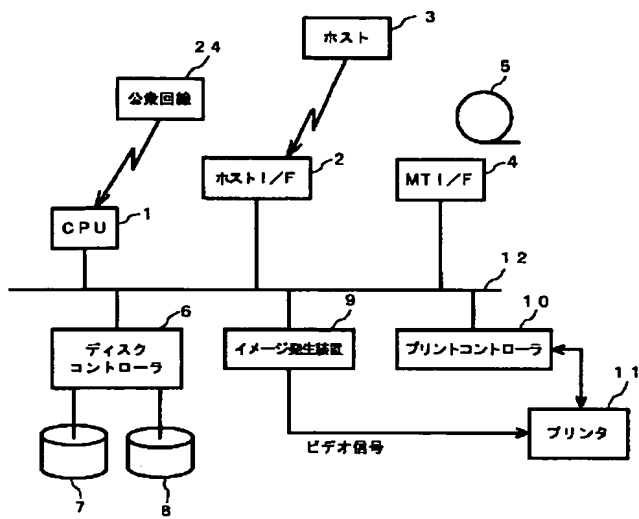 3
ホスト
24
公衆回線
5
2
ホストI/F
4
MTI/F
1
CPU
12
6
ディスク
コントローラ
9
イメージ発生装置
10
プリントコントローラ
11
プリンタ
ビデオ信号
7
8